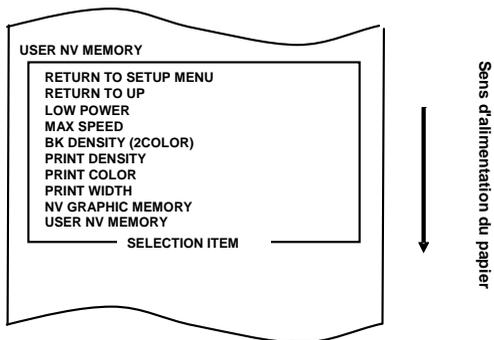 USER NV MEMORY
RETURN TO SETUP MENU
RETURN TO UP
LOW POWER
MAX SPEED
BK DENSITY (2COLOR)
PRINT DENSITY
PRINT COLOR
PRINT WIDTH
NV GRAPHIC MEMORY
USER NV MEMORY
SELECTION ITEM
Sens d'alimentation du papier